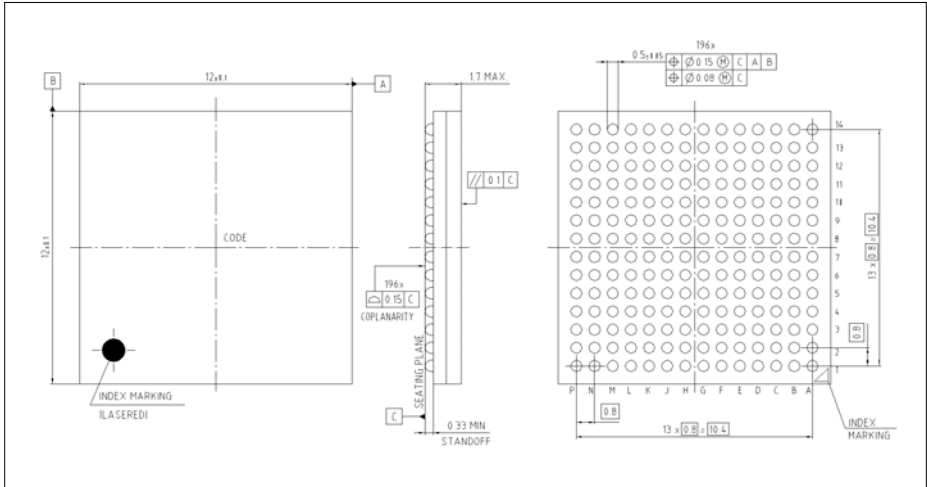 B
12±0.1
A
12±0.1
CODE
INDEX MARKING
(LASERED)
1.7 MAX.
// 0.1 C
196x
0.15 C
COPLANARITY
SEATING PLANE
C
0.33 MIN
STANDOFF
196x
0.5±0.05
⌖ Ø 0.15 Ⓜ C A B
⌖ Ø 0.08 Ⓜ C
14
13
12
11
10
9
8
7
6
5
4
3
2
1
13 x 0.8 = 10.4
0.8
P N M L K J H G F E D C B A
0.8
13 x 0.8 = 10.4
INDEX
MARKING